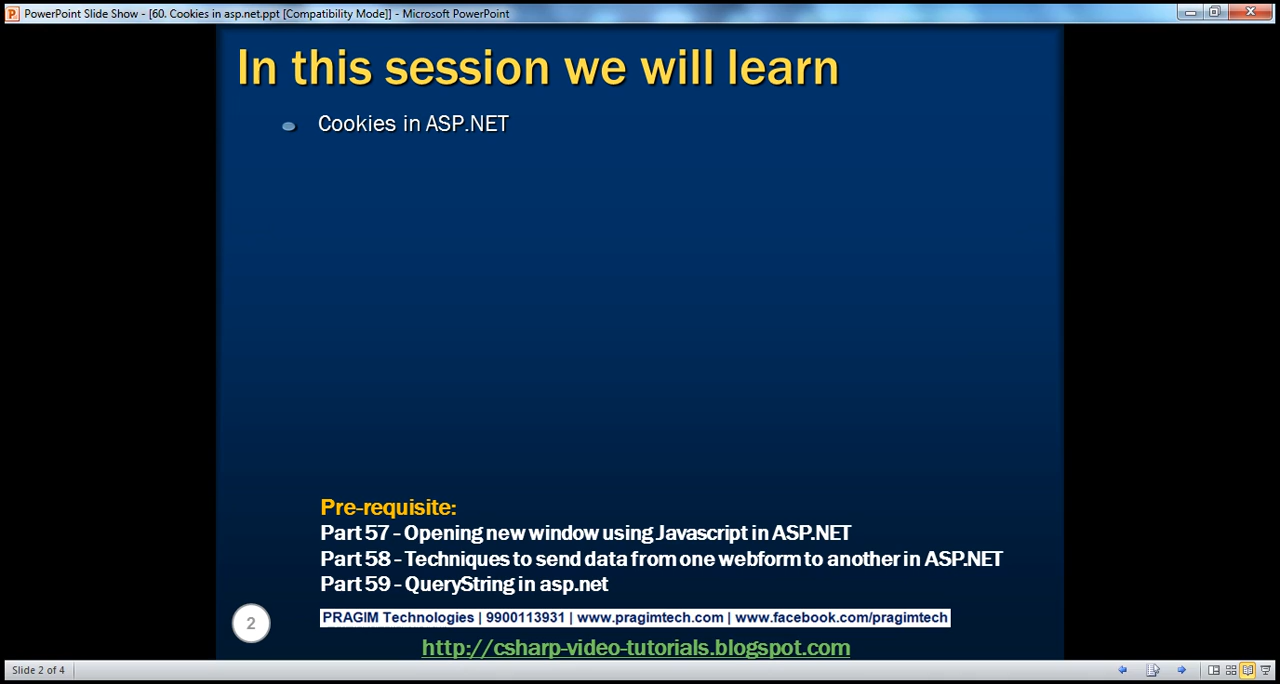 PowerPoint Slide Show - [60. Cookies in asp.net.ppt [Compatibility Mode]] - Microsoft PowerPoint
In this session we will learn
Cookies in ASP.NET
Pre-requisite:
Part 57 - Opening new window using Javascript in ASP.NET
Part 58 - Techniques to send data from one webform to another in ASP.NET
Part 59 - QueryString in asp.net
2
PRAGIM Technologies | 9900113931 | www.pragimtech.com | www.facebook.com/pragimtech
http://csharp-video-tutorials.blogspot.com
Slide 2 of 4